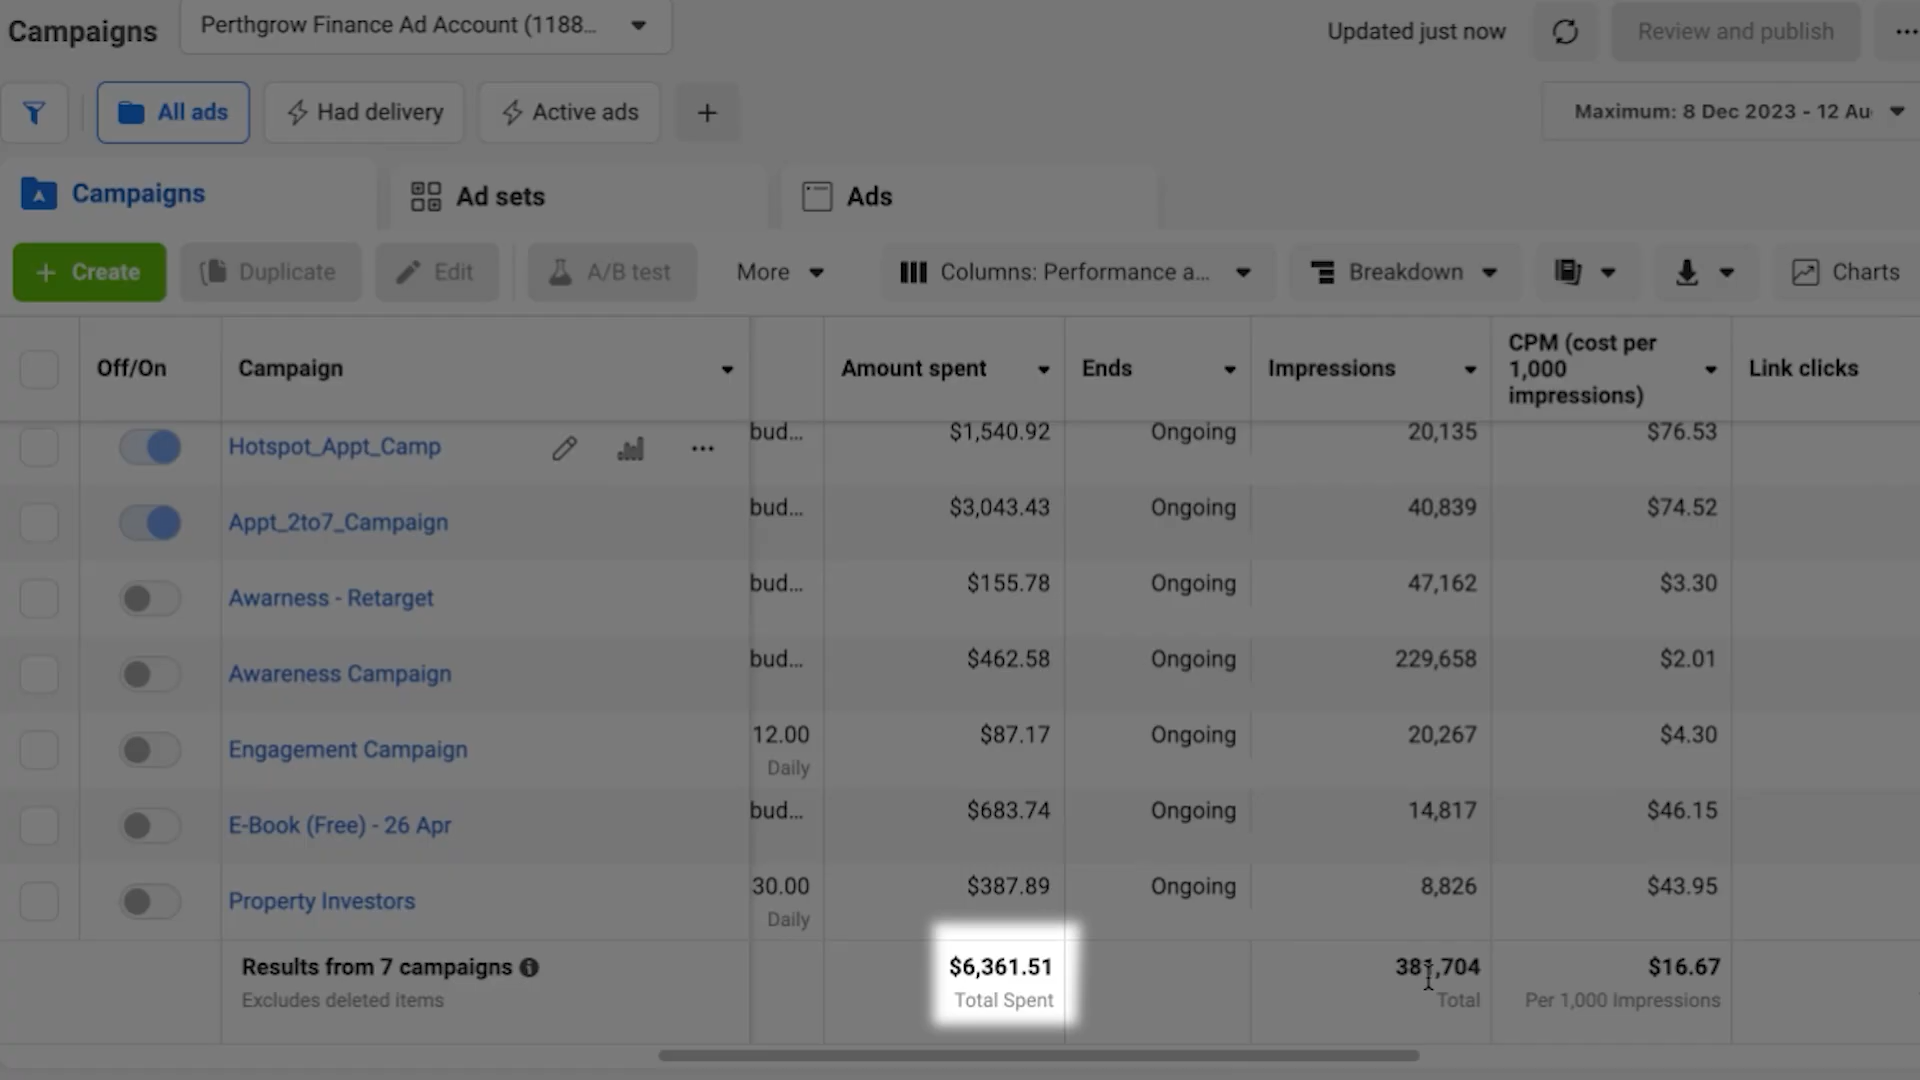 Campaigns
Perthgrow Finance Ad Account (1188...
Updated just now
Review and publish
All ads
Had delivery
Active ads
Maximum: 8 Dec 2023 - 12 Au
Campaigns
Ad sets
Ads
+ Create
Duplicate
Edit
A/B test
More
Columns: Performance a...
Breakdown
Charts
Off/On
Campaign
Amount spent
Ends
Impressions
CPM (cost per
1,000
impressions)
Link clicks
Hotspot_Appt_Camp
bud...
$1,540.92
Ongoing
20,135
$76.53
Appt_2to7_Campaign
bud...
$3,043.43
Ongoing
40,839
$74.52
Awarness - Retarget
bud...
$155.78
Ongoing
47,162
$3.30
Awareness Campaign
bud...
$462.58
Ongoing
229,658
$2.01
Engagement Campaign
12.00
Daily
$87.17
Ongoing
20,267
$4.30
E-Book (Free) - 26 Apr
bud...
$683.74
Ongoing
14,817
$46.15
Property Investors
30.00
Daily
$387.89
Ongoing
8,826
$43.95
Results from 7 campaigns
Excludes deleted items
$6,361.51
Total Spent
381,704
Total
$16.67
Per 1,000 Impressions